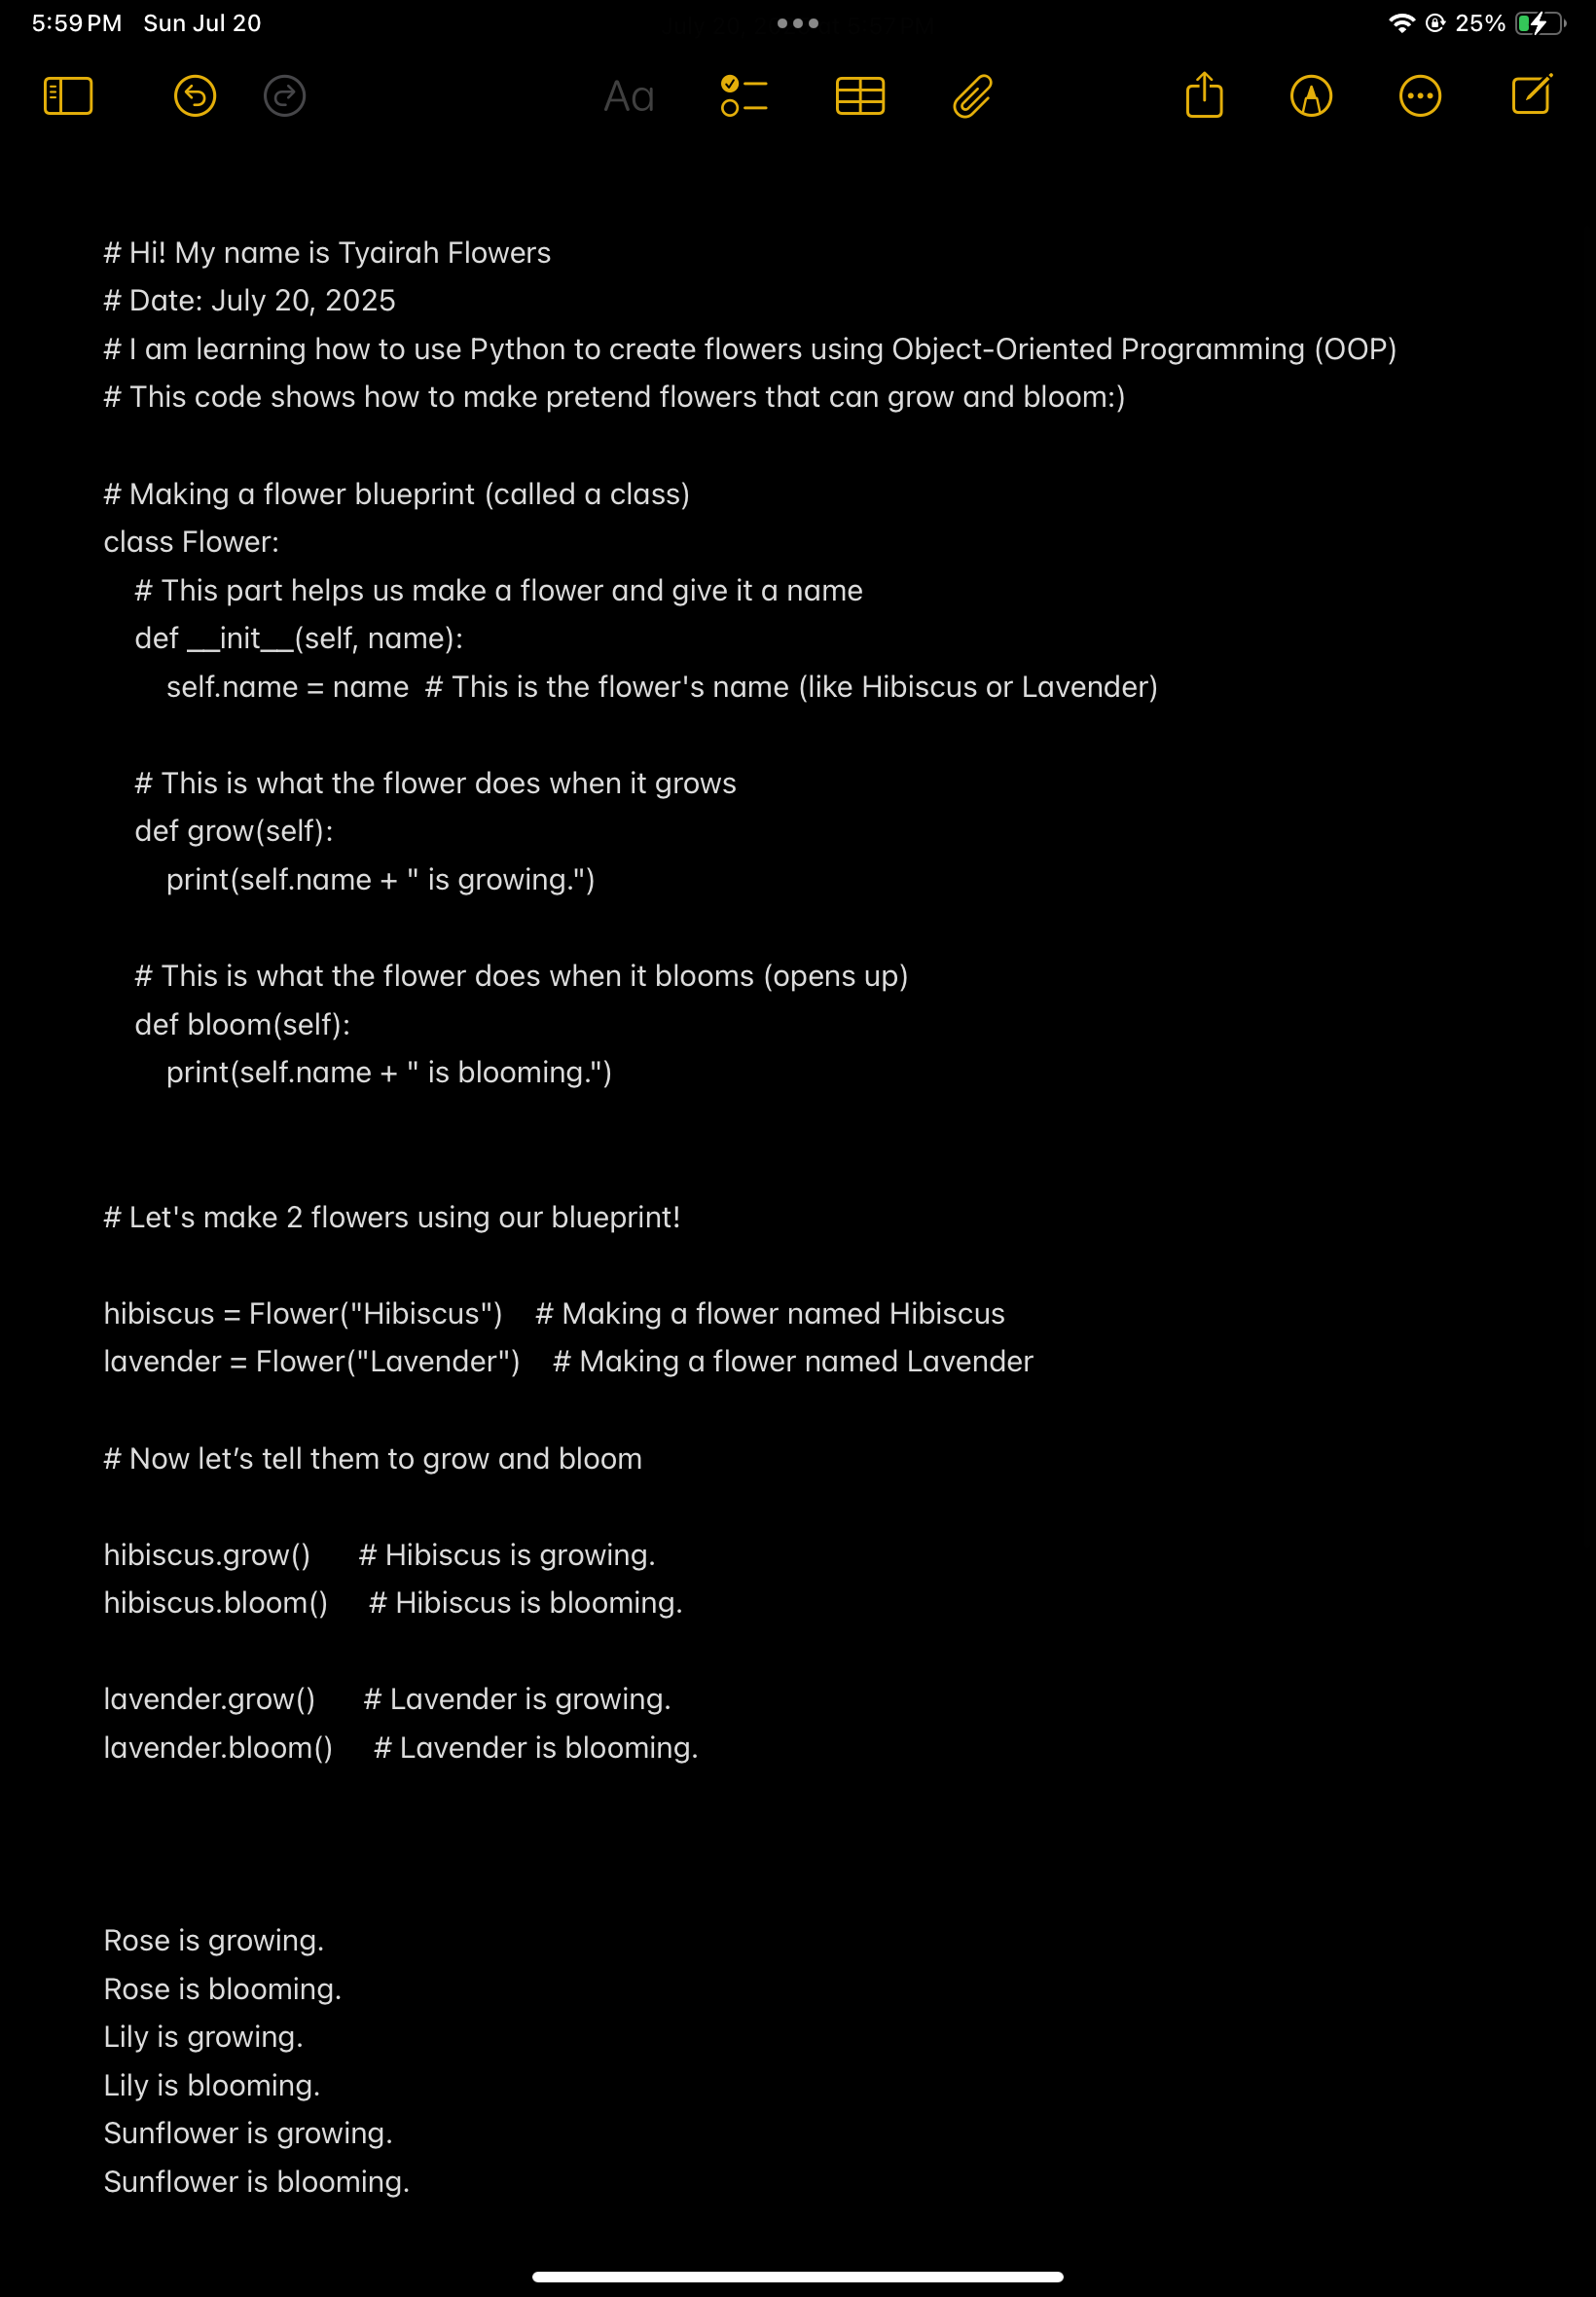 5:59 PM Sun Jul 20
25%
Aa
# Hi! My name is Tyairah Flowers
# Date: July 20, 2025
# I am learning how to use Python to create flowers using Object-Oriented Programming (OOP)
# This code shows how to make pretend flowers that can grow and bloom:)
# Making a flower blueprint (called a class)
class Flower:
    # This part helps us make a flower and give it a name
    def __init__(self, name):
        self.name = name  # This is the flower's name (like Hibiscus or Lavender)
    # This is what the flower does when it grows
    def grow(self):
        print(self.name + " is growing.")
    # This is what the flower does when it blooms (opens up)
    def bloom(self):
        print(self.name + " is blooming.")
# Let's make 2 flowers using our blueprint!
hibiscus = Flower("Hibiscus")    # Making a flower named Hibiscus
lavender = Flower("Lavender")    # Making a flower named Lavender
# Now let’s tell them to grow and bloom
hibiscus.grow()      # Hibiscus is growing.
hibiscus.bloom()     # Hibiscus is blooming.
lavender.grow()      # Lavender is growing.
lavender.bloom()     # Lavender is blooming.
Rose is growing.
Rose is blooming.
Lily is growing.
Lily is blooming.
Sunflower is growing.
Sunflower is blooming.